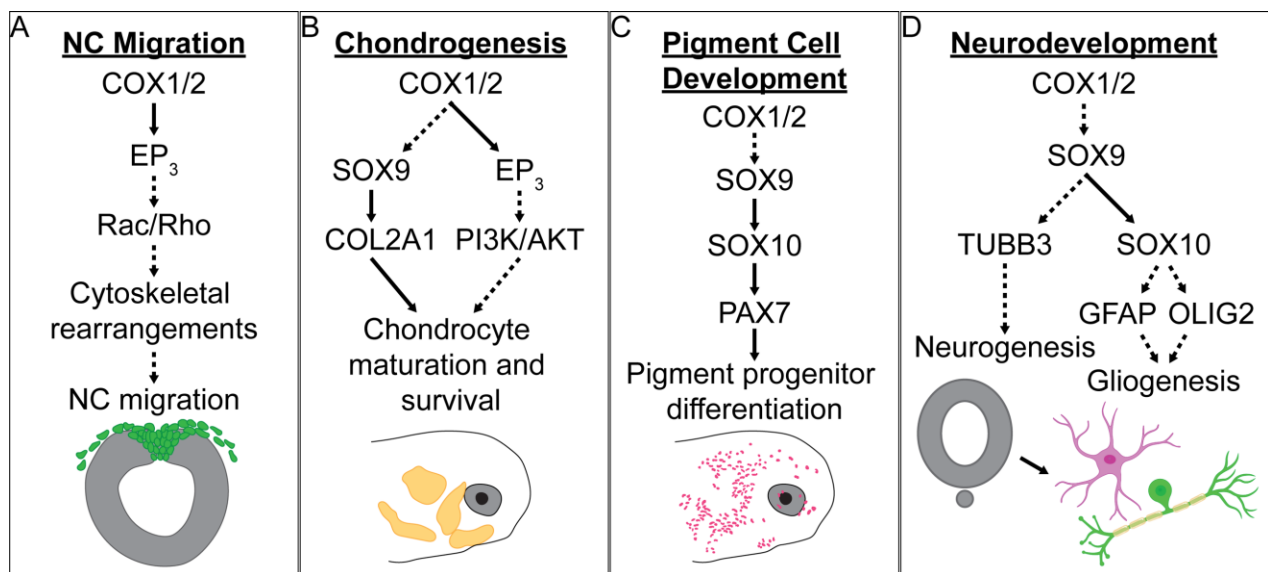 A
NC Migration
COX1/2
EP3
Rac/Rho
Cytoskeletal
rearrangements
NC migration
B
Chondrogenesis
COX1/2
SOX9
EP3
COL2A1
PI3K/AKT
Chondrocyte
maturation and
survival
C
Pigment Cell
Development
COX1/2
SOX9
SOX10
PAX7
Pigment progenitor
differentiation
D
Neurodevelopment
COX1/2
SOX9
TUBB3
SOX10
GFAP OLIG2
Neurogenesis
Gliogenesis